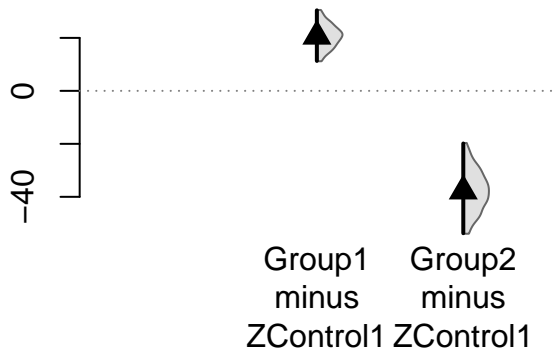 0
−40
Group1 Group2
minus minus
ZControl1 ZControl1